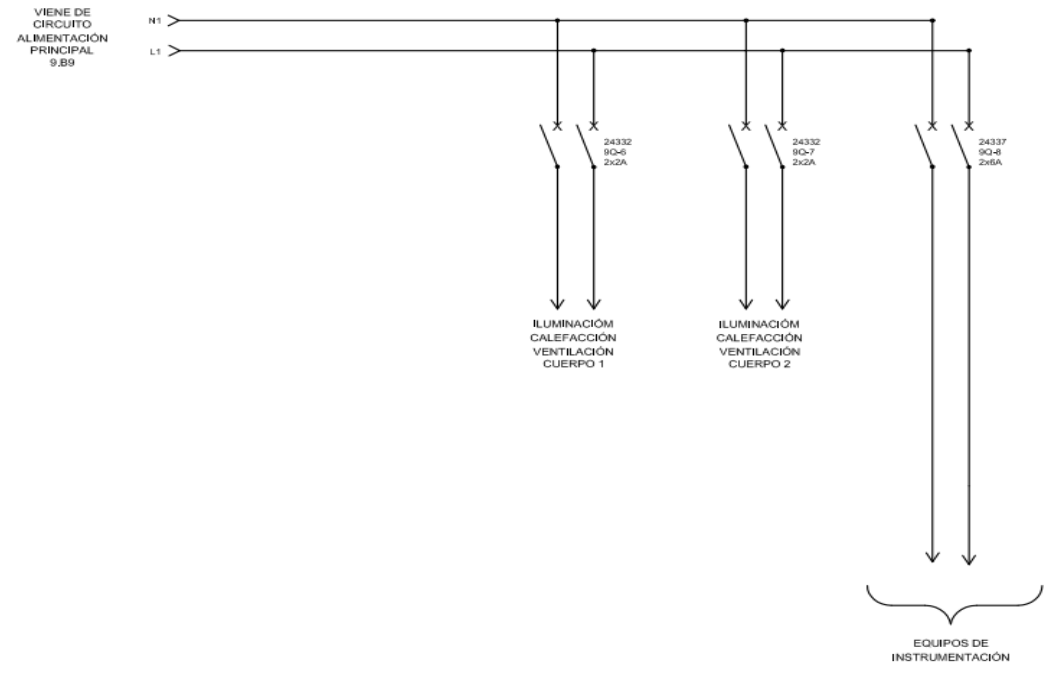 VIENE DE
CIRCUITO
ALIMENTACIÓN
PRINCIPAL
9.B9
N1
L1
24332
9Q-6
2x2A
24332
9Q-7
2x2A
24337
9Q-8
2x6A
ILUMINACIÓM
CALEFACCIÓN
VENTILACIÓN
CUERPO 1
ILUMINACIÓM
CALEFACCIÓN
VENTILACIÓN
CUERPO 2
EQUIPOS DE
INSTRUMENTACIÓN